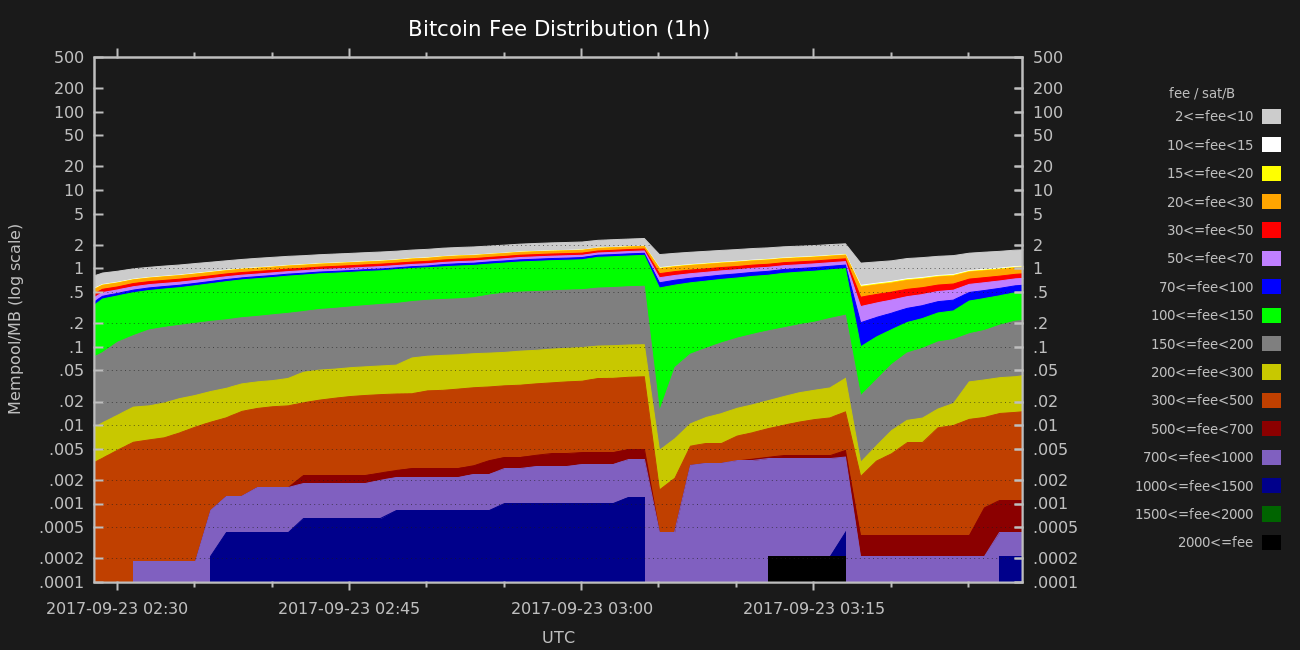 Bitcoin Fee Distribution (1h)
Mempool/MB (log scale)
500
200
100
50
20
10
5
2
1
.5
.2
.1
.05
.02
.01
.005
.002
.001
.0005
.0002
.0001
500
200
100
50
20
10
5
2
1
.5
.2
.1
.05
.02
.01
.005
.002
.001
.0005
.0002
.0001
2017-09-23 02:30
2017-09-23 02:45
2017-09-23 03:00
2017-09-23 03:15
UTC
fee / sat/B
2<=fee<10
10<=fee<15
15<=fee<20
20<=fee<30
30<=fee<50
50<=fee<70
70<=fee<100
100<=fee<150
150<=fee<200
200<=fee<300
300<=fee<500
500<=fee<700
700<=fee<1000
1000<=fee<1500
1500<=fee<2000
2000<=fee